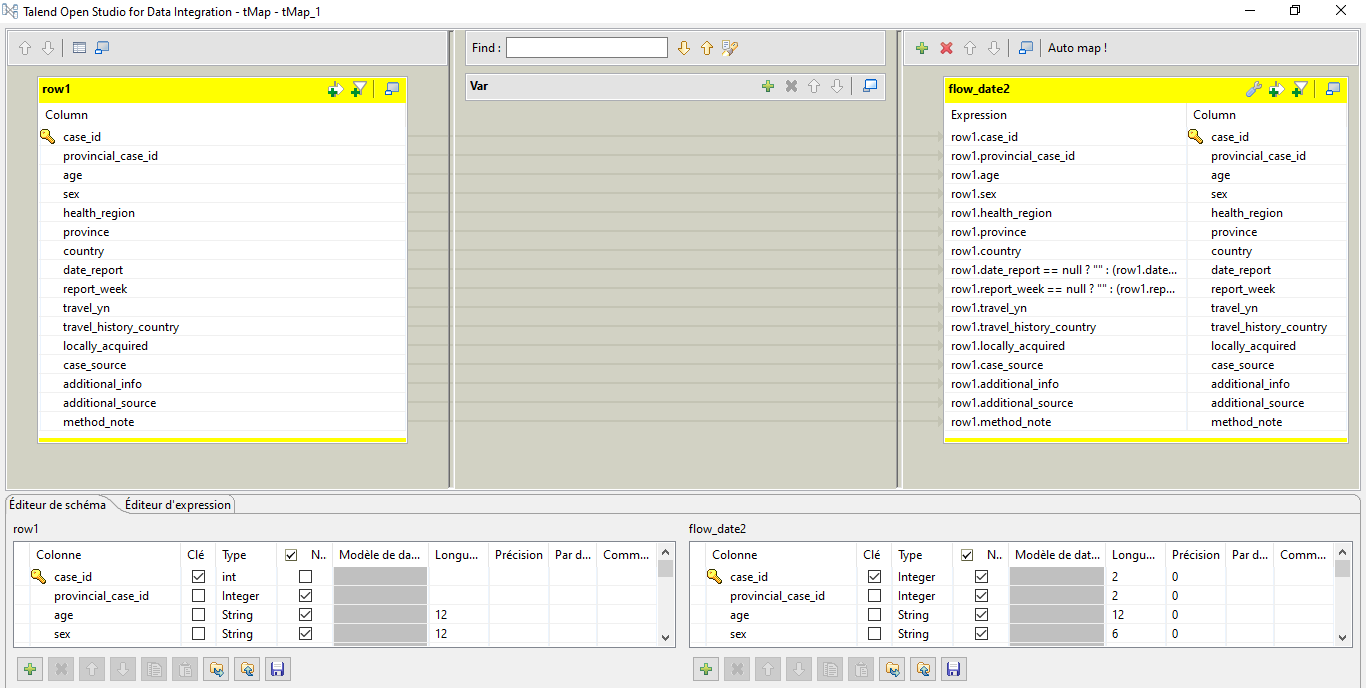 Talend Open Studio for Data Integration - tMap - tMap_1
Find :
Auto map !
row1
Column
case_id
provincial_case_id
age
sex
health_region
province
country
date_report
report_week
travel_yn
travel_history_country
locally_acquired
case_source
additional_info
additional_source
method_note
Var
flow_date2
Expression Column
row1.case_id case_id
row1.provincial_case_id provincial_case_id
row1.age age
row1.sex sex
row1.health_region health_region
row1.province province
row1.country country
row1.date_report == null ? "" : (row1.date... date_report
row1.report_week == null ? "" : (row1.rep... report_week
row1.travel_yn travel_yn
row1.travel_history_country travel_history_country
row1.locally_acquired locally_acquired
row1.case_source case_source
row1.additional_info additional_info
row1.additional_source additional_source
row1.method_note method_note
Éditeur de schéma Éditeur d'expression
row1
Colonne Clé Type N.. Modèle de da... Longu... Précision Par d... Comm...
case_id int
provincial_case_id Integer
age String 12
sex String 12
flow_date2
Colonne Clé Type N.. Modèle de dat... Longu... Précision Par d... Comm...
case_id Integer 2 0
provincial_case_id Integer 2 0
age String 12 0
sex String 6 0